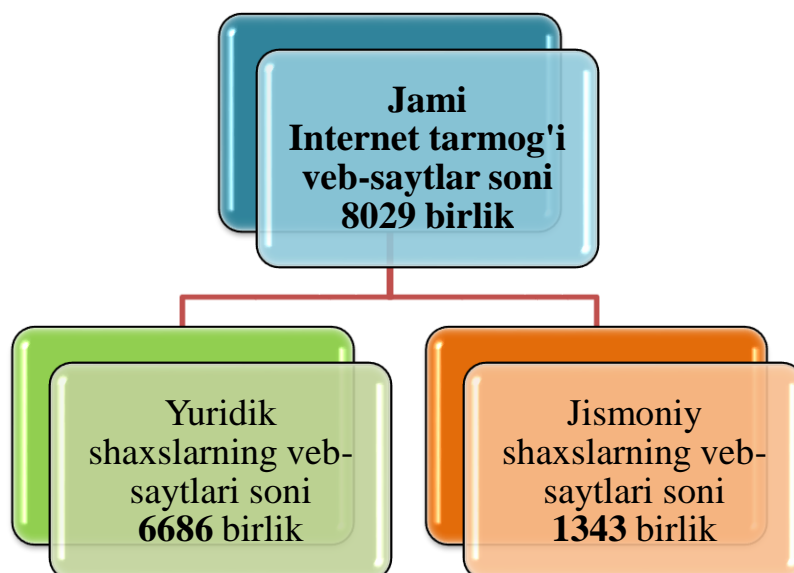 Jami
Internet tarmog'i
veb-saytlar soni
8029 birlik
Yuridik
shaxslarning veb-
saytlari soni
6686 birlik
Jismoniy
shaxslarning veb-
saytlari soni
1343 birlik